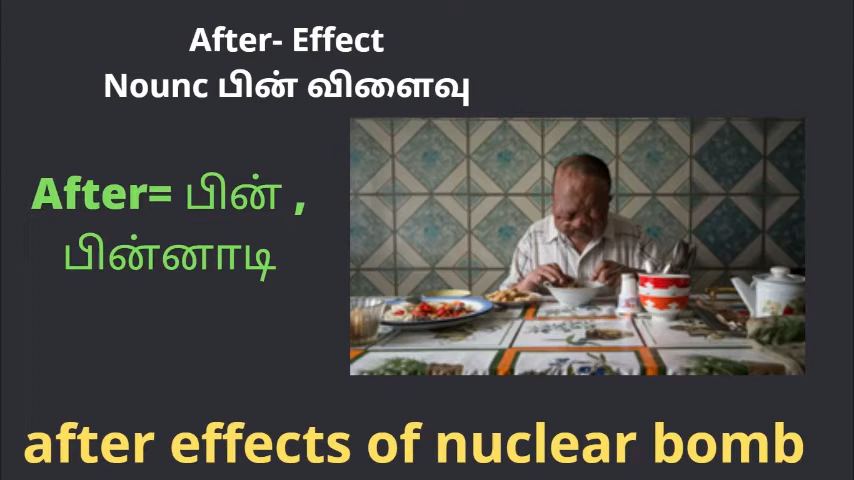 After- Effect
Nounc பின் விளைவு
After= பின் ,
பின்னாடி
after effects of nuclear bomb